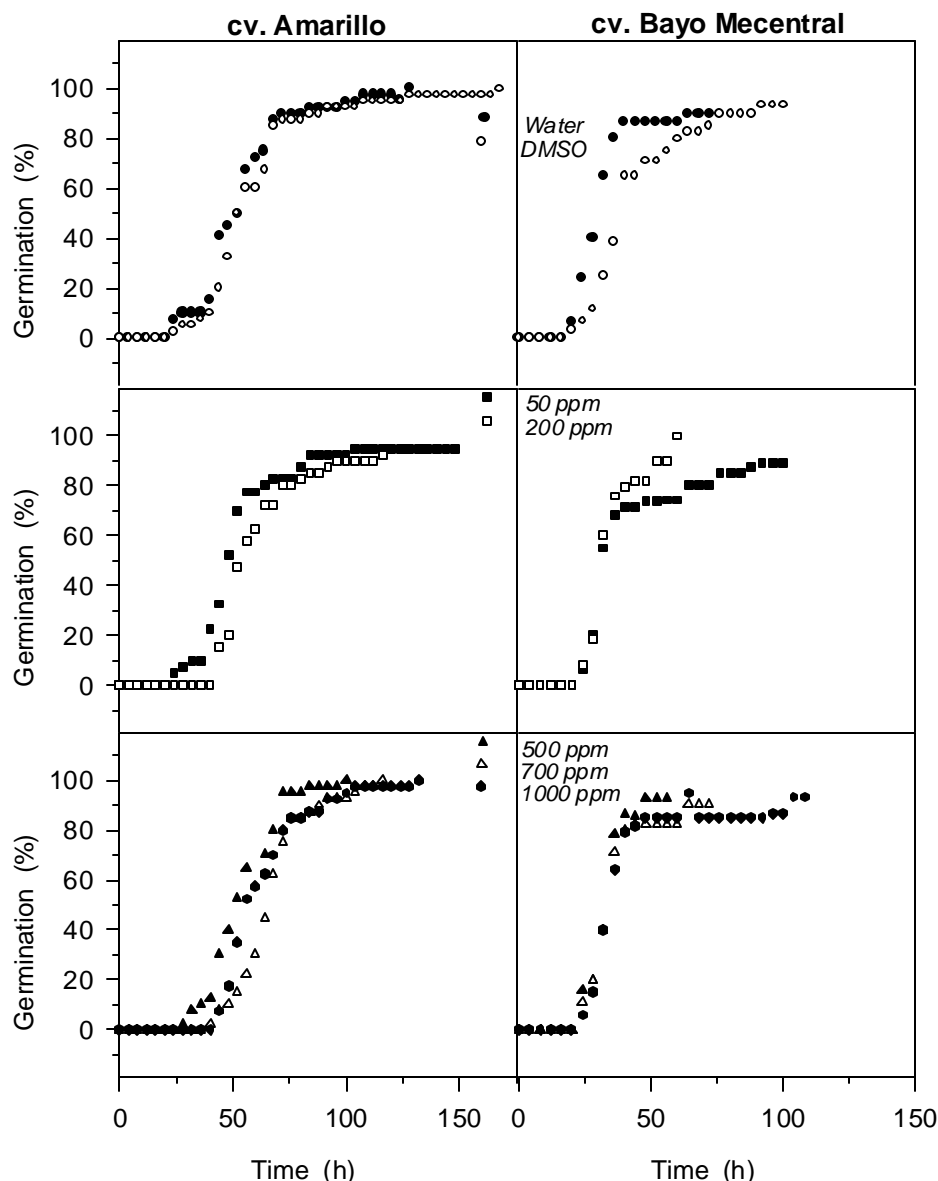 cv. Amarillo
cv. Bayo Mecentral
100
80
60
40
20
0
Germination (%)
Water
DMSO
100
80
60
40
20
0
Germination (%)
50 ppm
200 ppm
100
80
60
40
20
0
Germination (%)
500 ppm
700 ppm
1000 ppm
0 50 100 150 0 50 100 150
Time (h) Time (h)